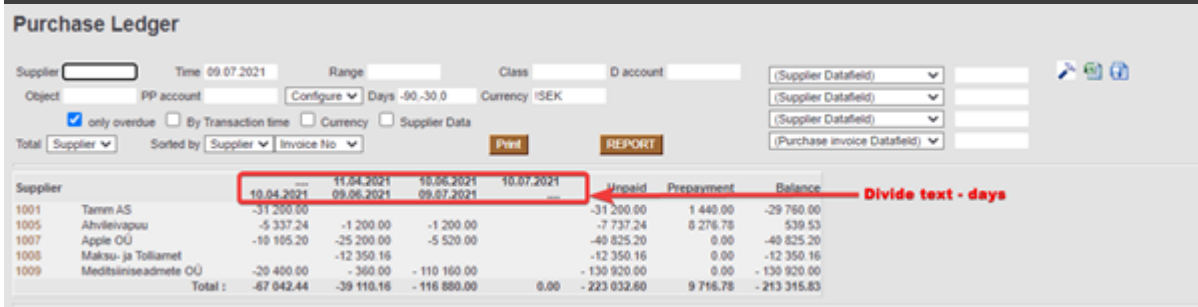 Purchase Ledger
Supplier Time 09.07.2021 Range Class D account (Supplier Datafield)
Object PP account Configure Days -90,-30,0 Currency !SEK (Supplier Datafield)
only overdue By Transaction time Currency Supplier Data (Supplier Datafield)
Total Supplier Sorted by Supplier Invoice No Print REPORT (Purchase invoice Datafield)
.... 11.04.2021 10.06.2021 10.07.2021
Supplier 10.04.2021 09.06.2021 09.07.2021 .... Unpaid Prepayment Balance
Divide text - days
1001 Tamm AS -31 200.00 -31 200.00 1 440.00 -29 760.00
1005 Ahvileivapuu -5 337.24 -1 200.00 -1 200.00 -7 737.24 8 276.78 539.53
1007 Apple OÜ -10 105.20 -25 200.00 -5 520.00 -40 825.20 0.00 -40 825.20
1008 Maksu- ja Tolliamet -12 350.16 -12 350.16 0.00 -12 350.16
1009 Meditsiiniseadmete OÜ -20 400.00 - 360.00 - 110 160.00 - 130 920.00 0.00 - 130 920.00
Total : -67 042.44 -39 110.16 - 116 880.00 0.00 - 223 032.60 9 716.78 - 213 315.83